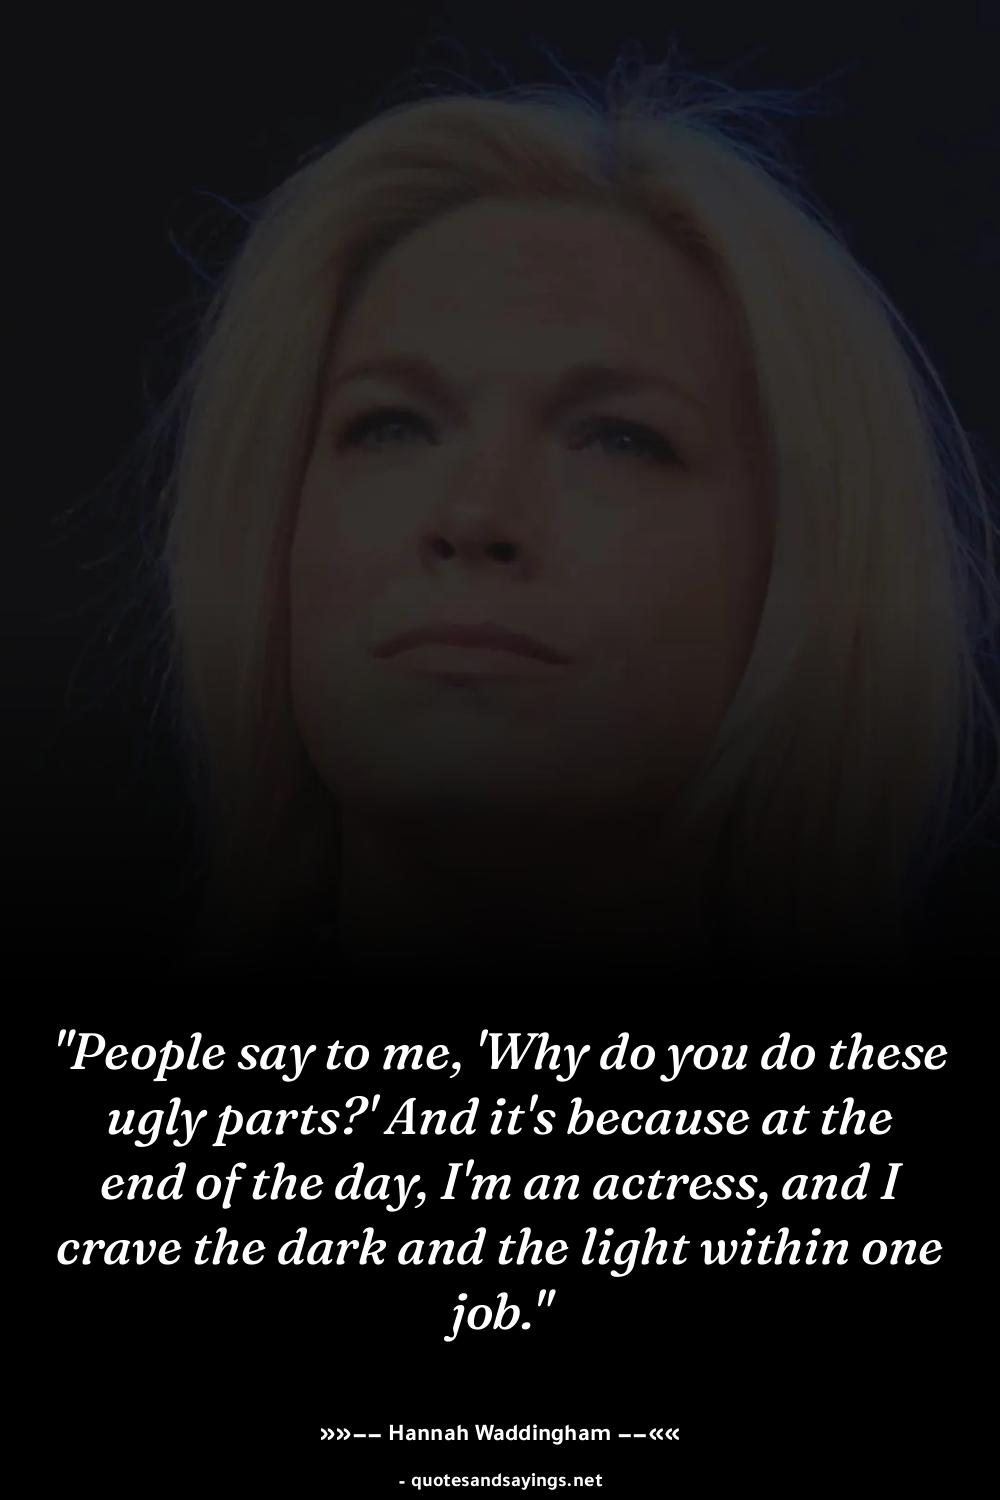 "People say to me, 'Why do you do these
ugly parts?' And it's because at the
end of the day, I'm an actress, and I
crave the dark and the light within one
job."
»»–– Hannah Waddingham ––««
- quotesandsayings.net